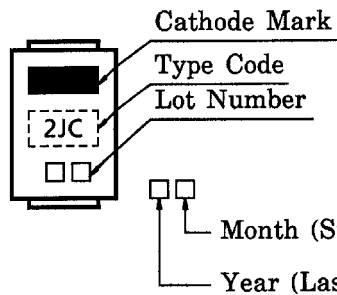 Cathode Mark
Type Code
2JC
Lot Number
Month
Year